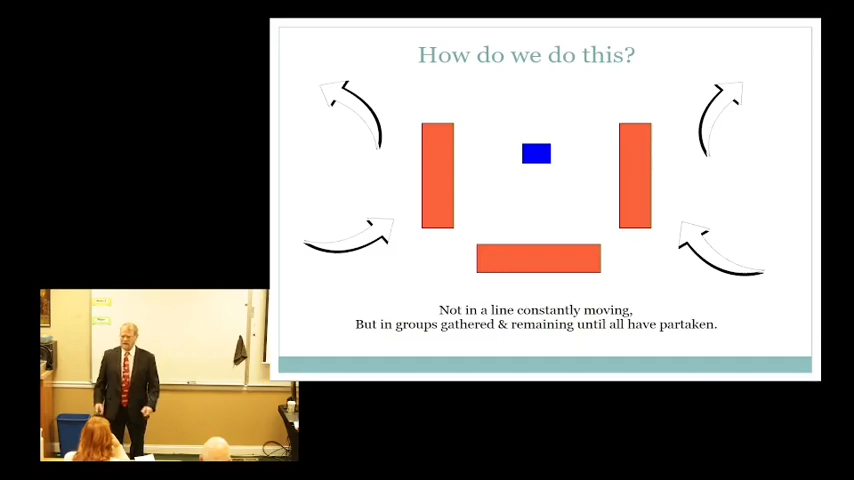 How do we do this?
Not in a line constantly moving,
But in groups gathered & remaining until all have partaken.